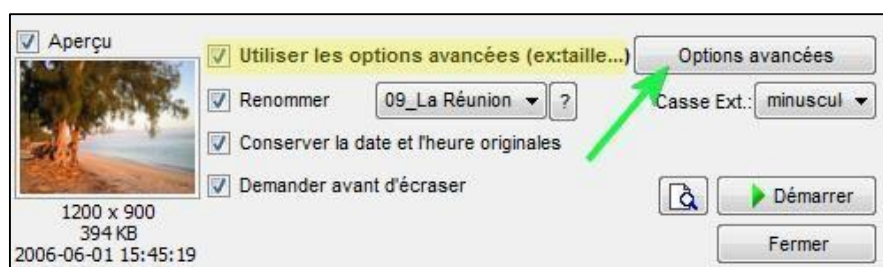 Aperçu
Utiliser les options avancées (ex:taille...)
Options avancées
Renommer
09_La Réunion
?
Casse Ext.:
minuscul
Conserver la date et l'heure originales
Demander avant d'écraser
Démarrer
Fermer
1200 x 900
394 KB
2006-06-01 15:45:19